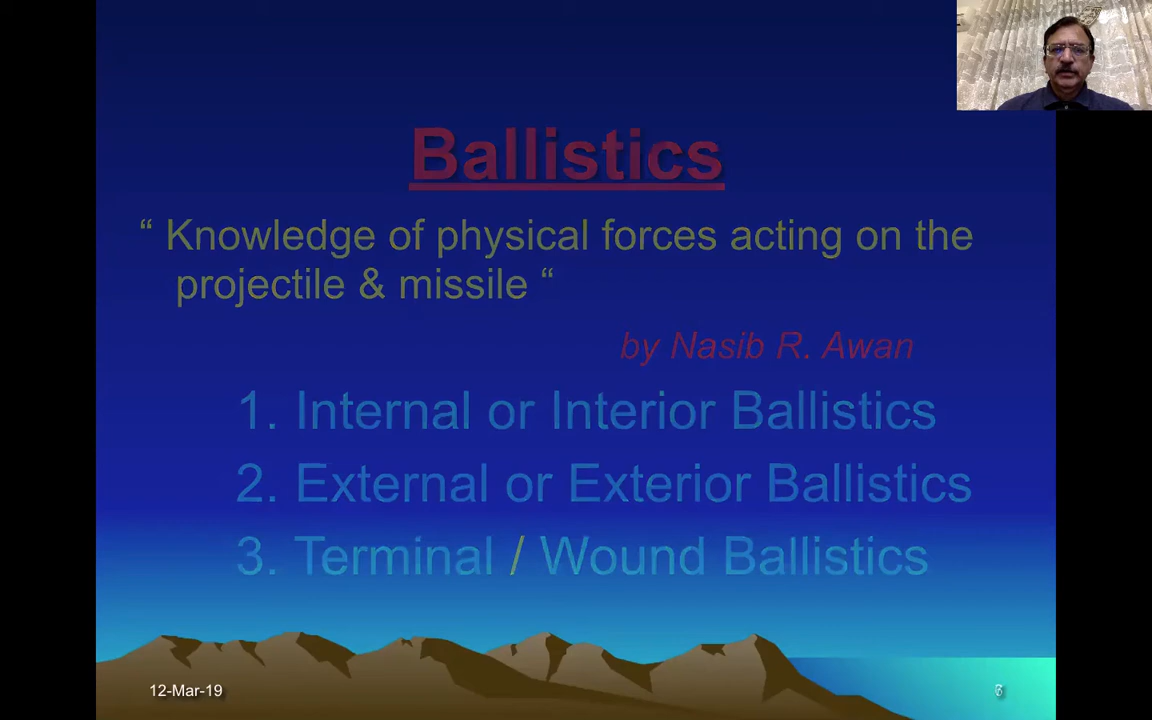 Ballistics
“ Knowledge of physical forces acting on the
projectile & missile “
by Nasib R. Awan
1. Internal or Interior Ballistics
2. External or Exterior Ballistics
3. Terminal / Wound Ballistics
12-Mar-19